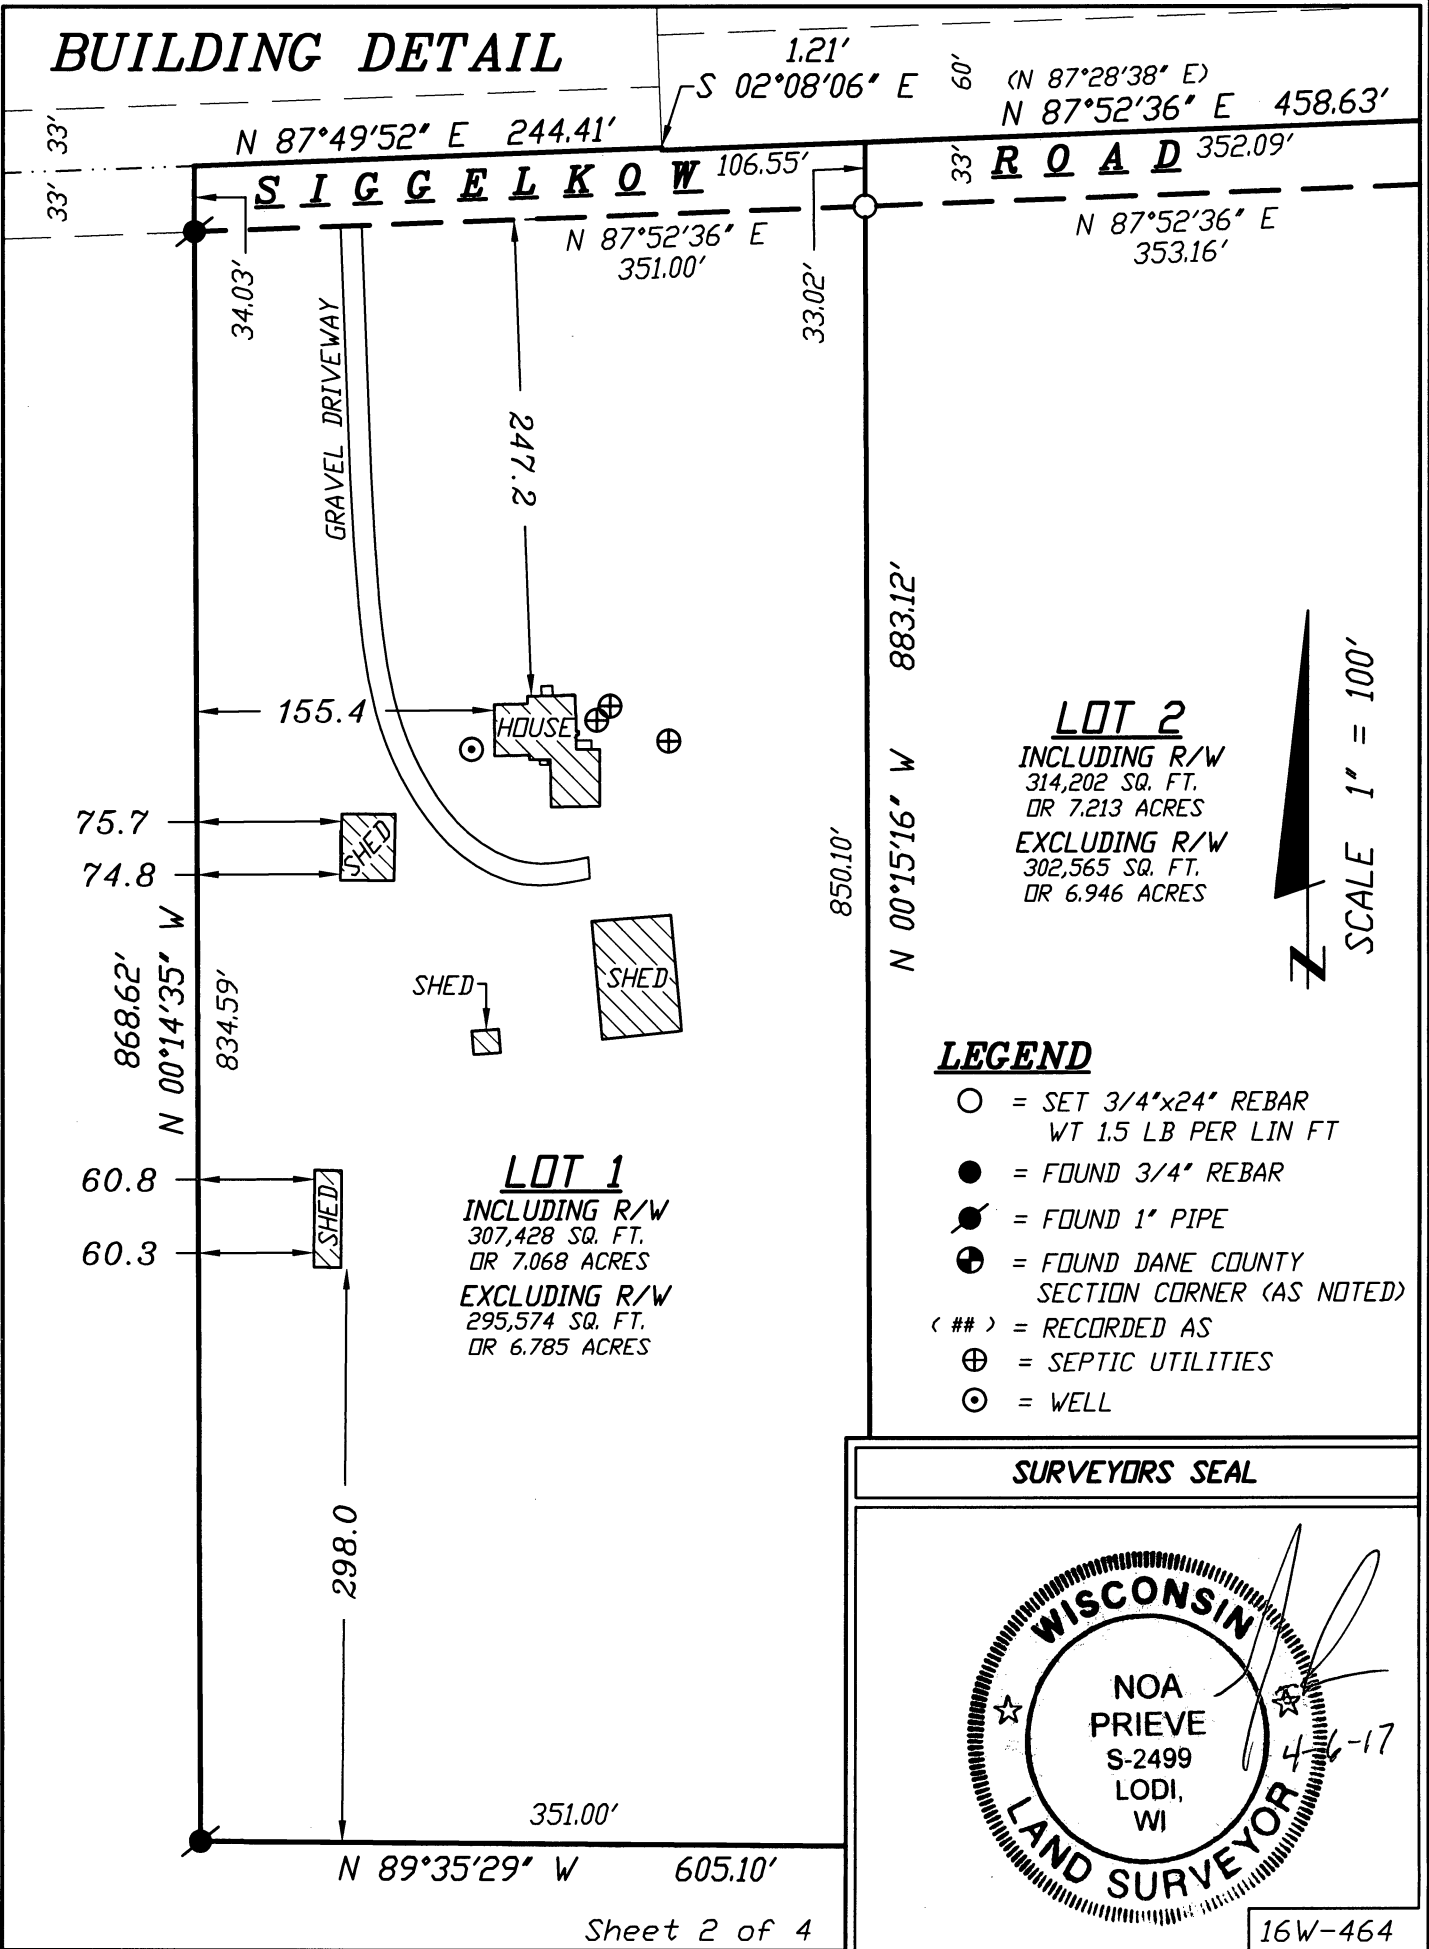 BUILDING DETAIL
1.21'
S 02°08'06" E
60'
(N 87°28'38" E)
N 87°52'36" E 458.63'
33'
N 87°49'52" E 244.41'
SIGGELKOW
106.55'
33'
ROAD
352.09'
33'
N 87°52'36" E
351.00'
N 87°52'36" E
353.16'
34.03'
33.02'
GRAVEL DRIVEWAY
247.2
883.12'
N 00°15'16" W
850.10'
155.4
HOUSE
75.7
74.8
SHED
868.62'
N 00°14'35" W
834.59'
SHED
SHED
60.8
60.3
SHED
298.0
LOT 1
INCLUDING R/W
307,428 SQ. FT.
OR 7.068 ACRES
EXCLUDING R/W
295,574 SQ. FT.
OR 6.785 ACRES
351.00'
N 89°35'29" W 605.10'
Sheet 2 of 4
LOT 2
INCLUDING R/W
314,202 SQ. FT.
OR 7.213 ACRES
EXCLUDING R/W
302,565 SQ. FT.
OR 6.946 ACRES
N
SCALE 1" = 100'
LEGEND
= SET 3/4"x24" REBAR
WT 1.5 LB PER LIN FT
= FOUND 3/4" REBAR
= FOUND 1" PIPE
= FOUND DANE COUNTY
SECTION CORNER (AS NOTED)
( ## ) = RECORDED AS
= SEPTIC UTILITIES
= WELL
SURVEYORS SEAL
WISCONSIN
NOA
PRIEVE
S-2499
LODI,
WI
LAND SURVEYOR
4-6-17
16W-464